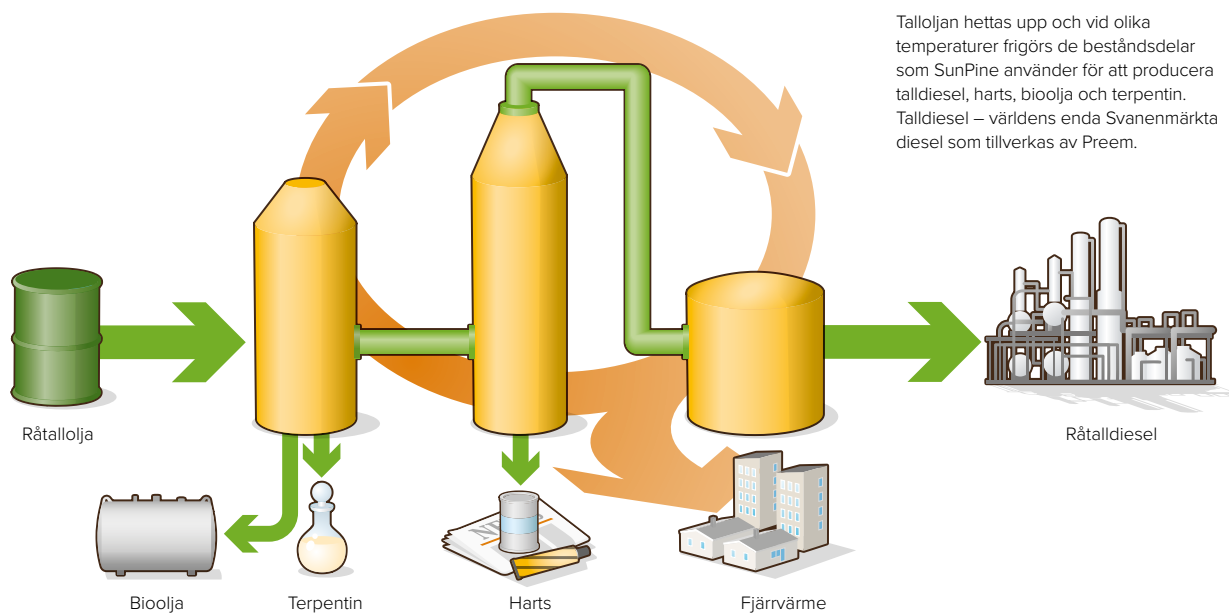 Talloljan hettas upp och vid olika
temperaturer frigörs de beståndsdelar
som SunPine använder för att producera
talldiesel, harts, bioolja och terpentin.
Talldiesel – världens enda Svanenmärkta
diesel som tillverkas av Preem.
Råtallolja
Råtalldiesel
Bioolja
Terpentin
Harts
Fjärrvärme